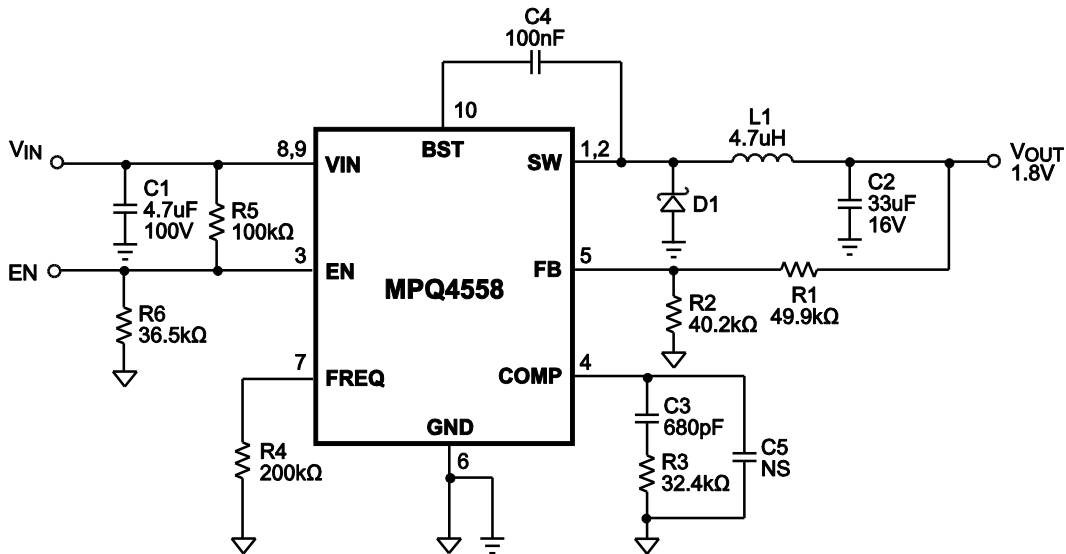 C4
100nF
10
BST
L1
4.7uH
VIN
8,9
VIN
SW
1,2
VOUT
1.8V
C1
4.7uF
100V
R5
100kΩ
D1
C2
33uF
16V
EN
3
EN
MPQ4558
FB
5
R1
49.9kΩ
R2
40.2kΩ
R6
36.5kΩ
7
FREQ
COMP
4
GND
6
R4
200kΩ
C3
680pF
R3
32.4kΩ
C5
NS